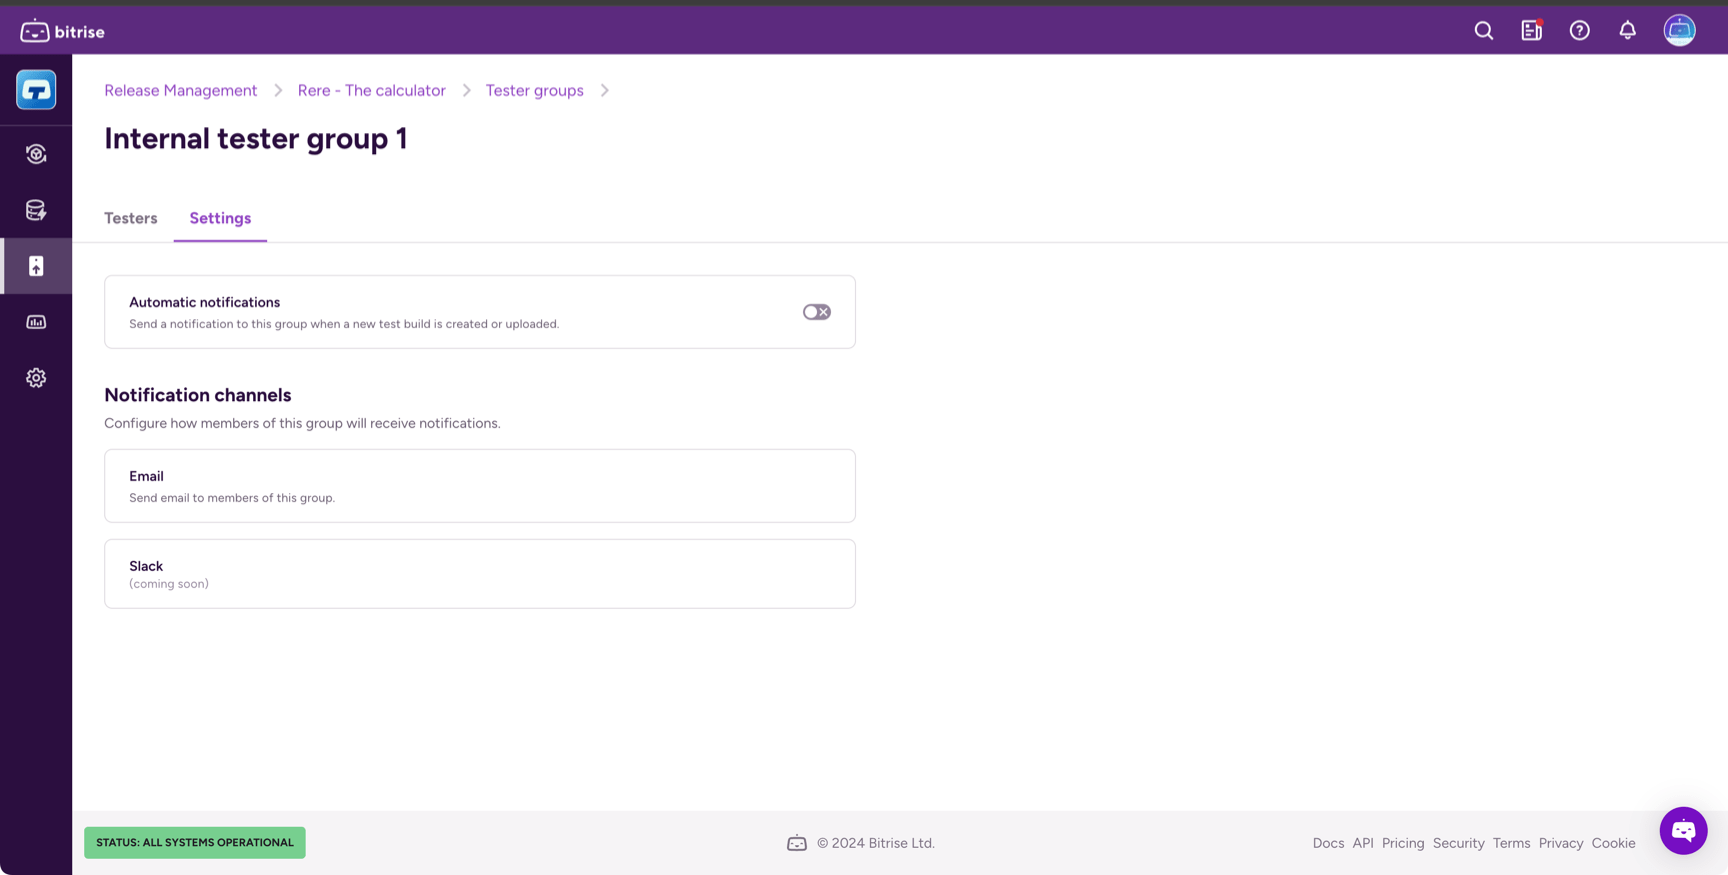 bitrise
Release Management
Rere - The calculator
Tester groups
Internal tester group 1
Testers
Settings
Automatic notifications
Send a notification to this group when a new test build is created or uploaded.
Notification channels
Configure how members of this group will receive notifications.
Email
Send email to members of this group.
Slack
(coming soon)
STATUS: ALL SYSTEMS OPERATIONAL
© 2024 Bitrise Ltd.
Docs API Pricing Security Terms Privacy Cookie